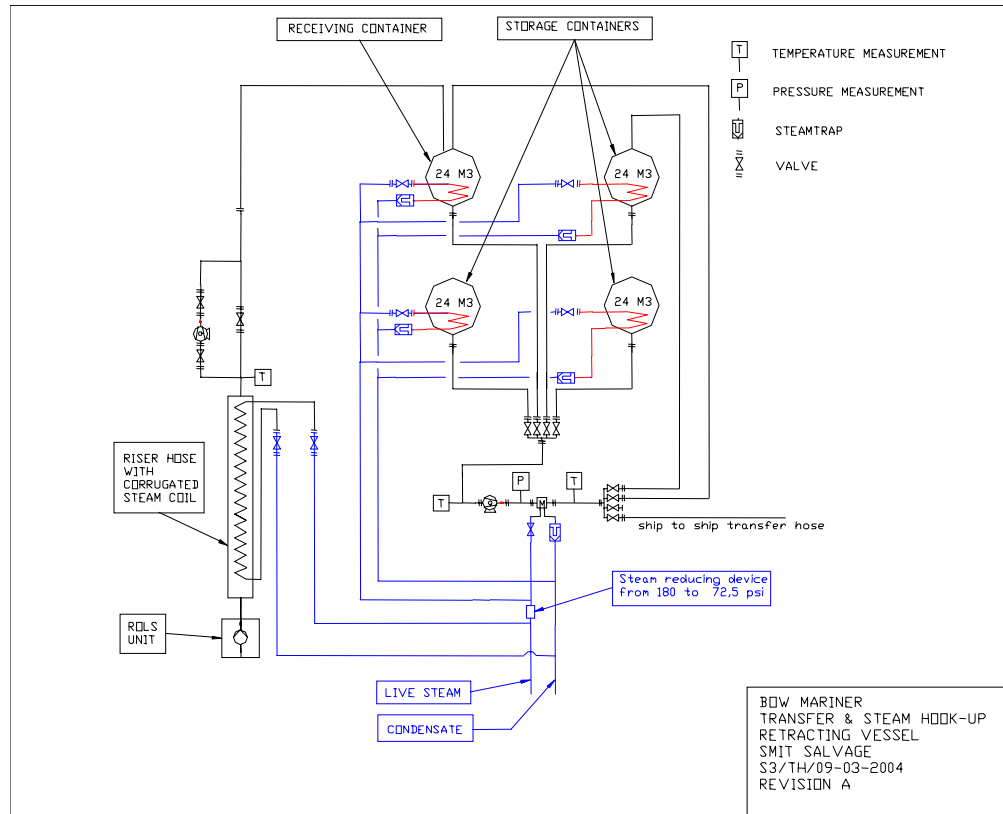 RECEIVING CONTAINER
STORAGE CONTAINERS
T
TEMPERATURE MEASUREMENT
P
PRESSURE MEASUREMENT
STEAMTRAP
VALVE
24 M3
24 M3
24 M3
24 M3
T
RISER HOSE
WITH
CORRUGATED
STEAM COIL
P
T
T
M
ship to ship transfer hose
Steam reducing device
from 180 to 72,5 psi
ROLS
UNIT
LIVE STEAM
CONDENSATE
BOW MARINER
TRANSFER & STEAM HOOK-UP
RETRACTING VESSEL
SMIT SALVAGE
S3/TH/09-03-2004
REVISION A